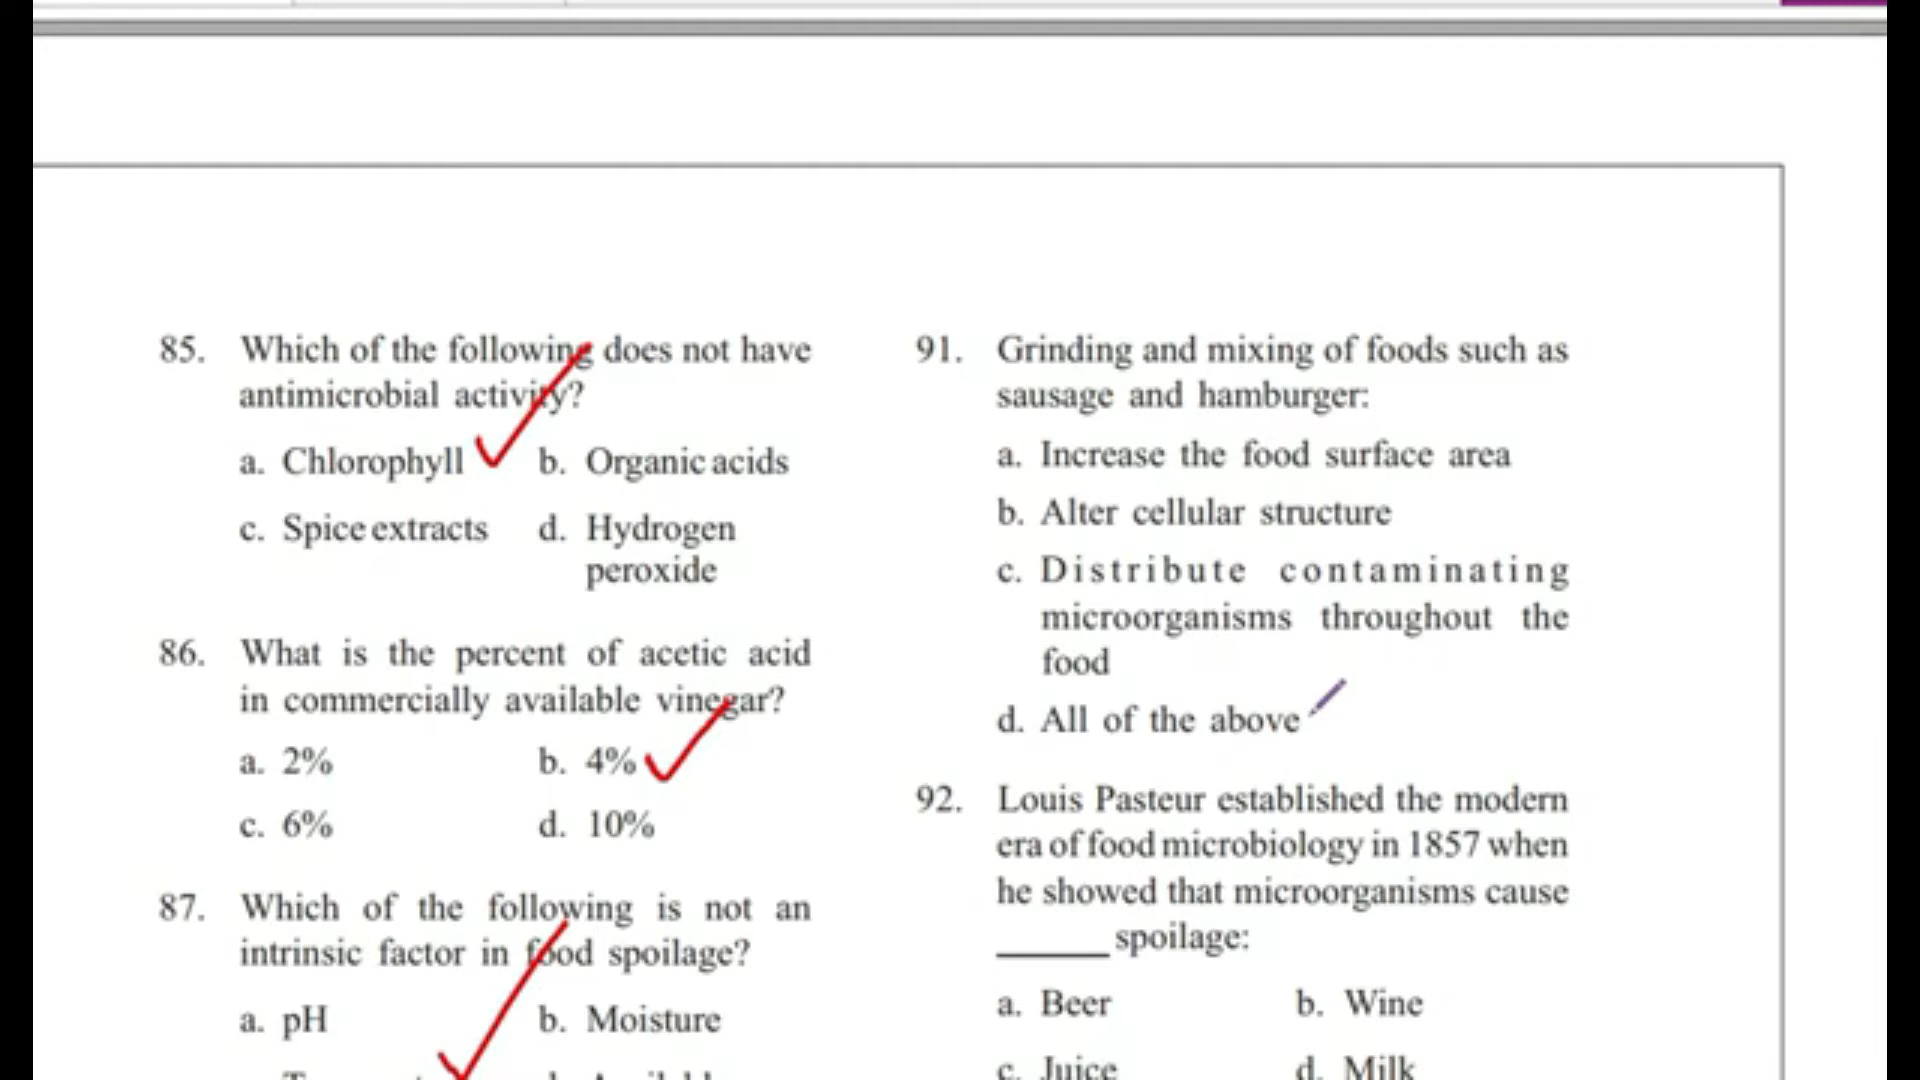 85. Which of the following does not have
antimicrobial activity?
a. Chlorophyll b. Organic acids
c. Spice extracts d. Hydrogen
peroxide
86. What is the percent of acetic acid
in commercially available vinegar?
a. 2% b. 4%
c. 6% d. 10%
87. Which of the following is not an
intrinsic factor in food spoilage?
a. pH b. Moisture
91. Grinding and mixing of foods such as
sausage and hamburger:
a. Increase the food surface area
b. Alter cellular structure
c. Distribute contaminating
microorganisms throughout the
food
d. All of the above
92. Louis Pasteur established the modern
era of food microbiology in 1857 when
he showed that microorganisms cause
______ spoilage:
a. Beer b. Wine
c. Juice d. Milk